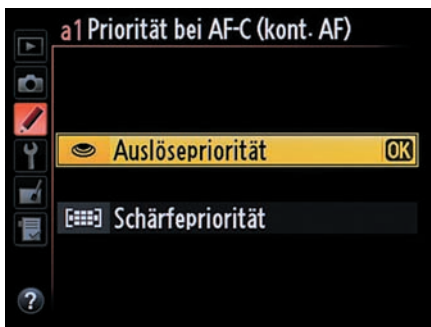 a1 Priorität bei AF-C (kont. AF)
Auslösepriorität OK
Schärfepriorität
?